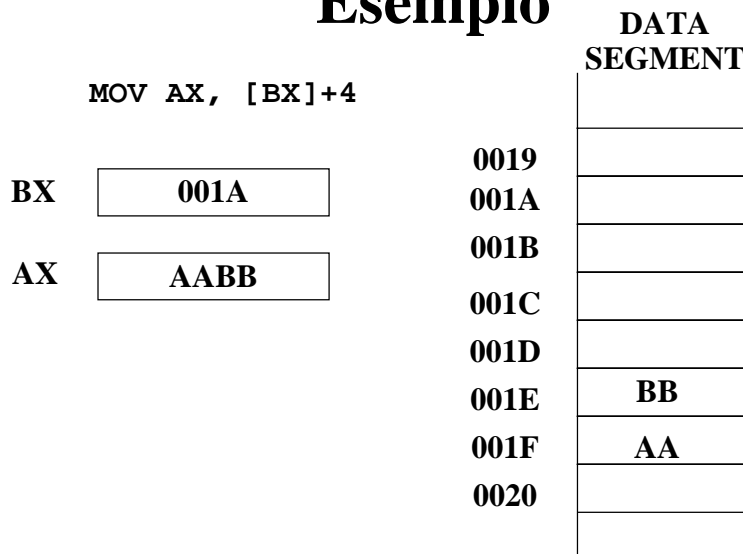 Esempio
DATA
SEGMENT
MOV AX, [BX]+4
BX 001A
AX AABB
0019
001A
001B
001C
001D
001E BB
001F AA
0020